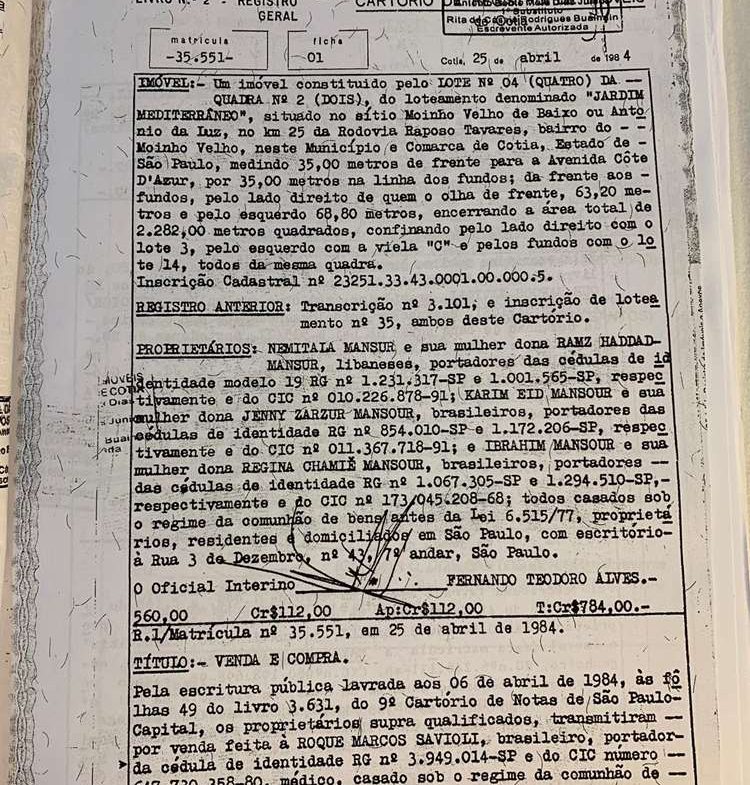 LIVRO N.º 2 - REGISTRO
GERAL
CARTÓRIO
1º Substituto
Rita de Rodrigues
Escrevente Autorizada
matrícula
-35.551-
ficha
01
Cotia, 25 de abril de 1984
IMÓVEL:- Um imóvel constituido pelo LOTE Nº 04 (QUATRO) DA --
QUADRA Nº 2 (DOIS), do loteamento denominado "JARDIM
MEDITERRÂNEO", situado no sítio Moinho Velho de Baixo ou Anto
nio da Luz, no km 25 da Rodovia Raposo Tavares, bairro do - -
Moinho Velho, neste Município e Comarca de Cotia, Estado de -
São Paulo, medindo 35,00 metros de frente para a Avenida Côte
D'Azur, por 35,00 metros na linha dos fundos; da frente aos -
fundos, pelo lado direito de quem o olha de frente, 63,20 me-
tros e pelo esquerdo 68,80 metros, encerrando a área total de
2.282,00 metros quadrados, confinando pelo lado direito com o
lote 3, pelo esquerdo com a viela "C" e pelos fundos com o lo
te 14, todos da mesma quadra.
Inscrição Cadastral nº 23251.33.43.0001.00.000.5.
REGISTRO ANTERIOR: Transcrição nº 3.101, e inscrição de lotea
mento nº 35, ambos deste Cartório.
PROPRIETÁRIOS: NEMITALA MANSUR e sua mulher dona RAMZ HADDAD-
MANSUR, libaneses, portadores das cédulas de id
dentidade modelo 19 RG nº 1.231.317-SP e 1.001.565-SP, respec
tivamente e do CIC nº 010.226.878-91; KARIM EID MANSOUR e sua
mulher dona JENNY ZARZUR MANSOUR, brasileiros, portadores das
cédulas de identidade RG nº 854.010-SP e 1.172.206-SP, respec
tivamente e do CIC nº 011.367.718-91; e IBRAHIM MANSOUR e sua
mulher dona REGINA CHAMIÊ MANSOUR, brasileiros, portadores --
das cédulas de identidade RG nº 1.067.305-SP e 1.294.510-SP,-
respectivamente e do CIC nº 173/045.208-68; todos casados sob
o regime da comunhão de bens antes da Lei 6.515/77, proprietá
rios, residentes e domiciliados em São Paulo, com escritório-
à Rua 3 de Dezembro, nº 43, 7º andar, São Paulo.
O Oficial Interino FERNANDO TEODORO ALVES.-
560,00 Cr$112,00 Ap:Cr$112,00 T:Cr$784,00.-
R.1/Matrícula nº 35.551, em 25 de abril de 1984.
TÍTULO:- VENDA E COMPRA.
Pela escritura pública lavrada aos 06 de abril de 1984, às fô
lhas 49 do livro 3.631, do 9º Cartório de Notas de São Paulo-
Capital, os proprietários supra qualificados, transmitiram --
por venda feita à ROQUE MARCOS SAVIOLI, brasileiro, portador-
da cédula de identidade RG nº 3.949.014-SP e do CIC número --
647.730.358-80, médico, casado sob o regime da comunhão de --